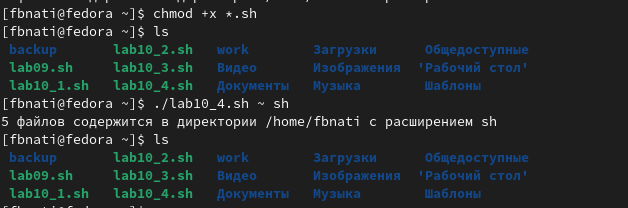 [fbnati@fedora ~]$ chmod +x *.sh
[fbnati@fedora ~]$ ls
backup lab10_2.sh work Загрузки Общедоступные
lab09.sh lab10_3.sh Видео Изображения 'Рабочий стол'
lab10_1.sh lab10_4.sh Документы Музыка Шаблоны
[fbnati@fedora ~]$ ./lab10_4.sh ~ sh
5 файлов содержится в директории /home/fbnati с расширением sh
[fbnati@fedora ~]$ ls
backup lab10_2.sh work Загрузки Общедоступные
lab09.sh lab10_3.sh Видео Изображения 'Рабочий стол'
lab10_1.sh lab10_4.sh Документы Музыка Шаблоны